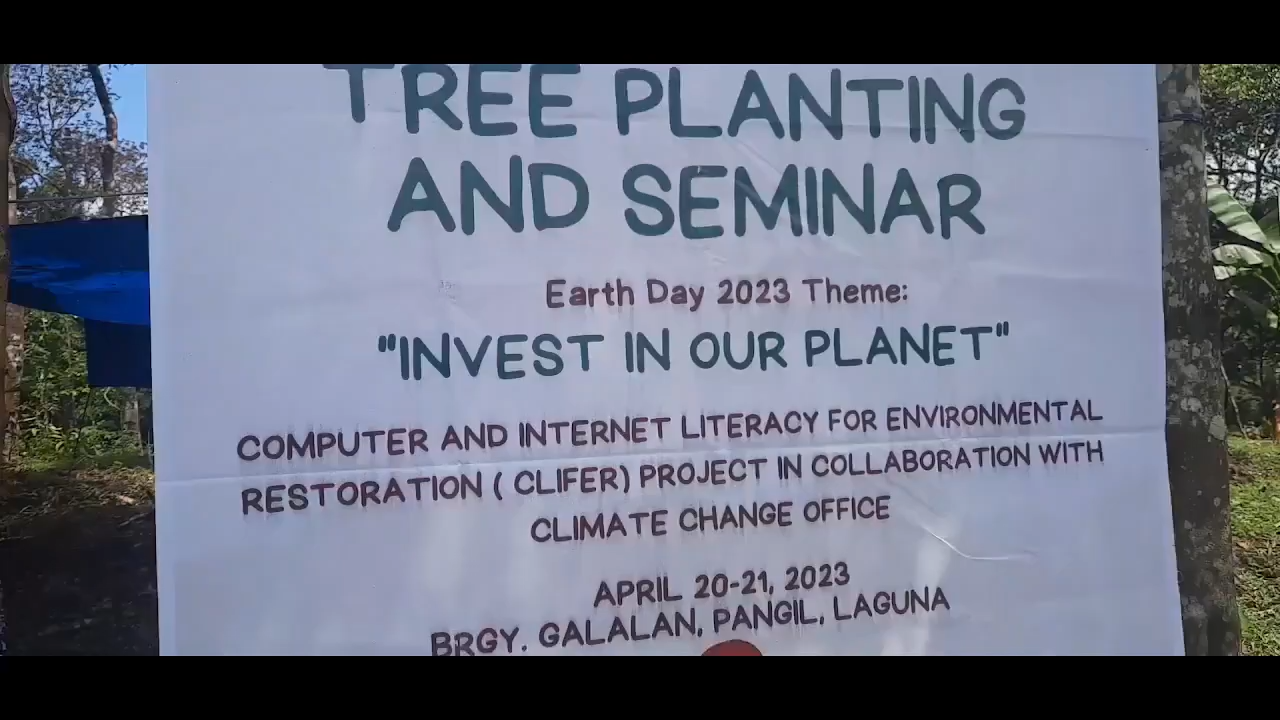 TREE PLANTING
AND SEMINAR
Earth Day 2023 Theme:
"INVEST IN OUR PLANET"
COMPUTER AND INTERNET LITERACY FOR ENVIRONMENTAL
RESTORATION ( CLIFER) PROJECT IN COLLABORATION WITH
CLIMATE CHANGE OFFICE
APRIL 20-21, 2023
BRGY. GALALAN, PANGIL, LAGUNA